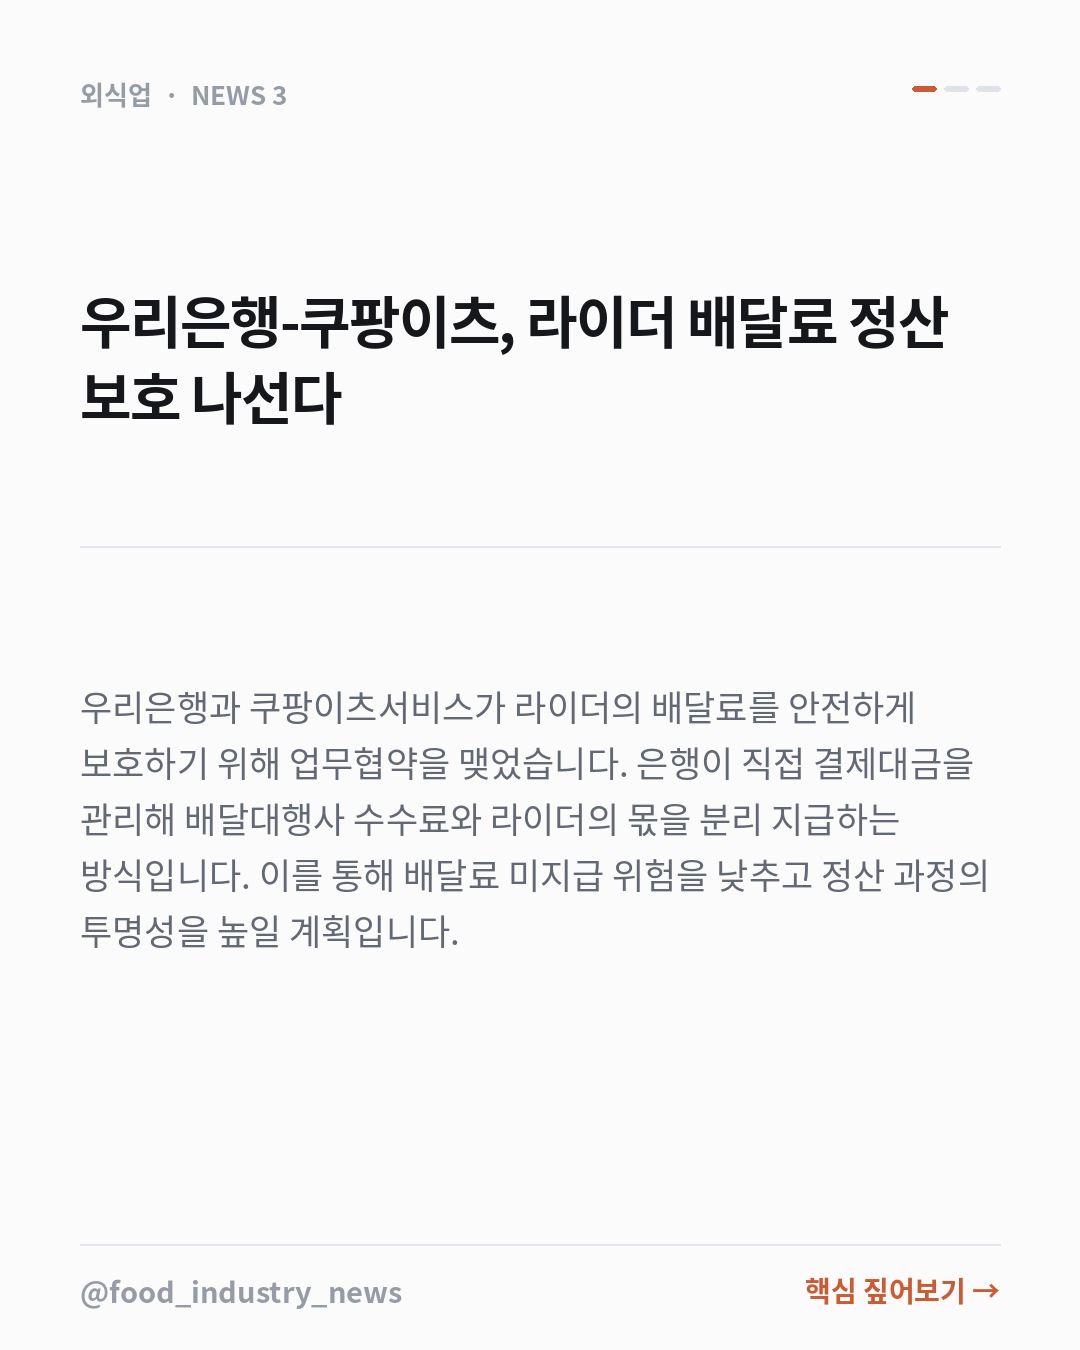 외식업 · NEWS 3
우리은행-쿠팡이츠, 라이더 배달료 정산
보호 나선다
우리은행과 쿠팡이츠서비스가 라이더의 배달료를 안전하게
보호하기 위해 업무협약을 맺었습니다. 은행이 직접 결제대금을
관리해 배달대행사 수수료와 라이더의 몫을 분리 지급하는
방식입니다. 이를 통해 배달료 미지급 위험을 낮추고 정산 과정의
투명성을 높일 계획입니다.
@food_industry_news
핵심 짚어보기 →